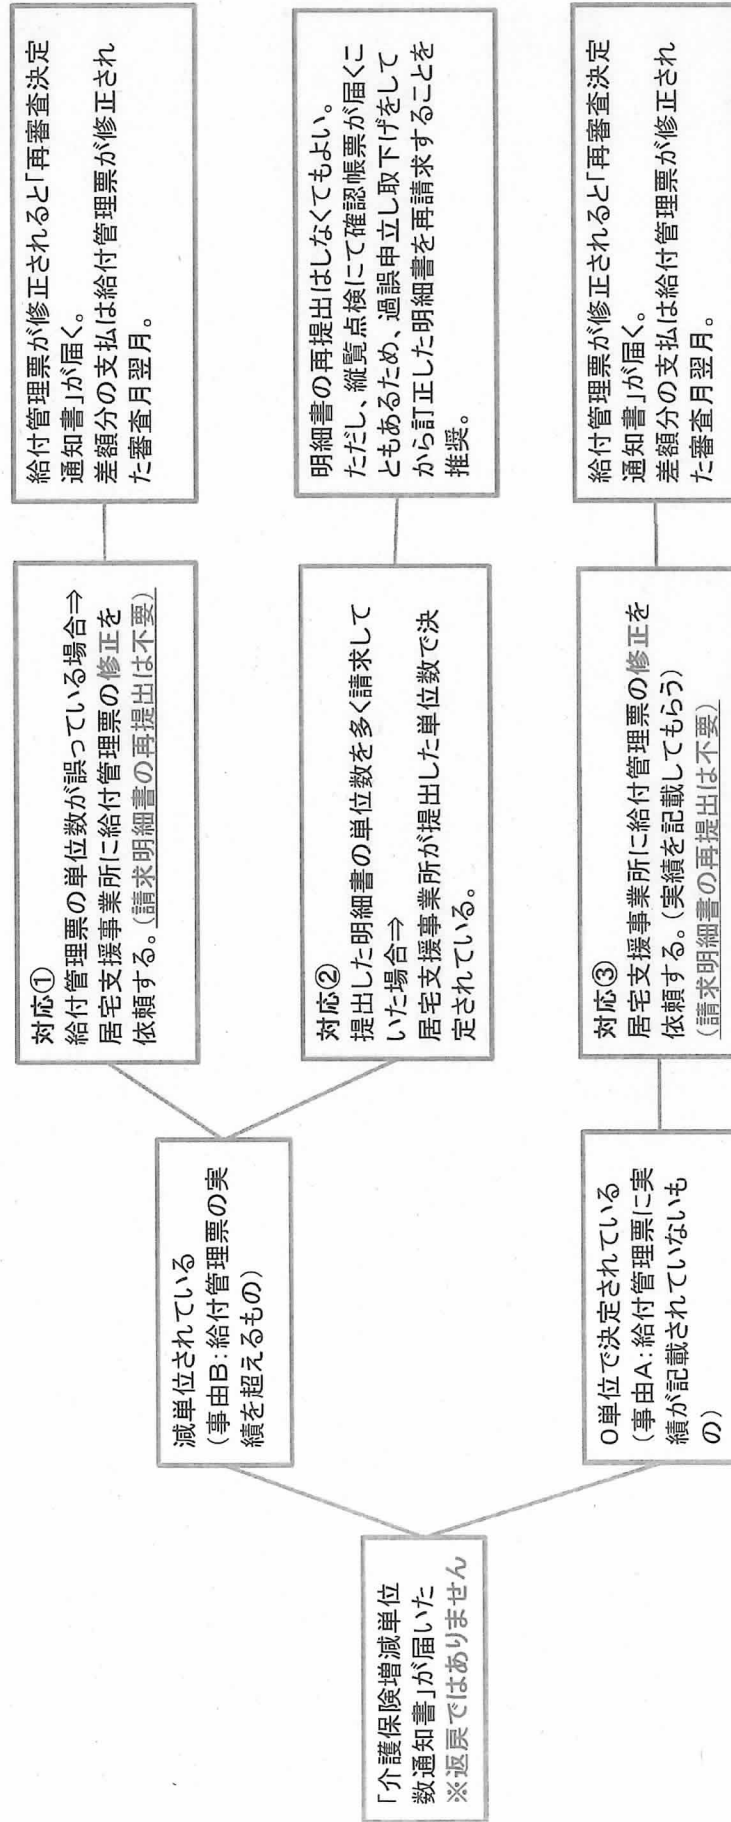 「介護保険増減単位
数通知書」が届いた
※返戻ではありません
減単位されている
(事由B:給付管理票の実
績を超えるもの)
対応①
給付管理票の単位数が誤っている場合⇒
居宅支援事業所に給付管理票の修正を
依頼する。(請求明細書の再提出は不要)
給付管理票が修正されると「再審査決定
通知書」が届く。
差額分の支払は給付管理票が修正され
た審査月翌月。
対応②
提出した明細書の単位数を多く請求して
いた場合⇒
居宅支援事業所が提出した単位数で決
定されている。
明細書の再提出はしなくてもよい。
ただし、縦覧点検にて確認帳票が届くこ
ともあるため、過誤申立し取下げをして
から訂正した明細書を再請求することを
推奨。
0単位で決定されている
(事由A:給付管理票に実
績が記載されていないも
の)
対応③
居宅支援事業所に給付管理票の修正を
依頼する。(実績を記載してもらう)
(請求明細書の再提出は不要)
給付管理票が修正されると「再審査決定
通知書」が届く。
差額分の支払は給付管理票が修正され
た審査月翌月。